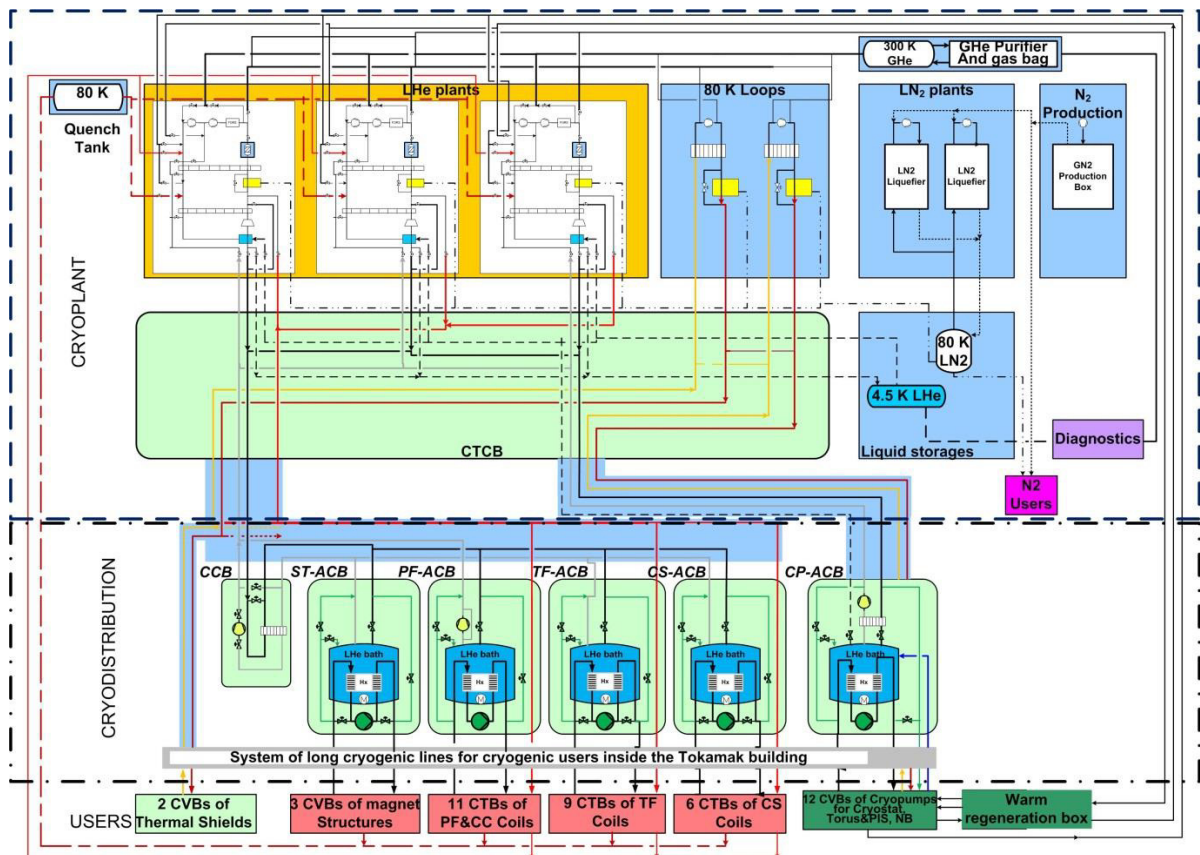 300 K
GHe
GHe Purifier
And gas bag
80 K
Quench
Tank
LHe plants
80 K Loops
LN2 plants
N2
Production
LN2
Liquefier
LN2
Liquefier
GN2
Production
Box
CRYOPLANT
80 K
LN2
4.5 K LHe
Diagnostics
CTCB
Liquid storages
N2
Users
CRYODISTRIBUTION
CCB
ST-ACB
PF-ACB
TF-ACB
CS-ACB
CP-ACB
LHe bath
LHe bath
LHe bath
LHe bath
LHe bath
Hx
Hx
Hx
Hx
Hx
M
M
M
M
M
System of long cryogenic lines for cryogenic users inside the Tokamak building
USERS
2 CVBs of
Thermal Shields
3 CVBs of magnet
Structures
11 CTBs of
PF&CC Coils
9 CTBs of TF
Coils
6 CTBs of CS
Coils
12 CVBs of Cryopumps
for Cryostat,
Torus&PIS, NB
Warm
regeneration box